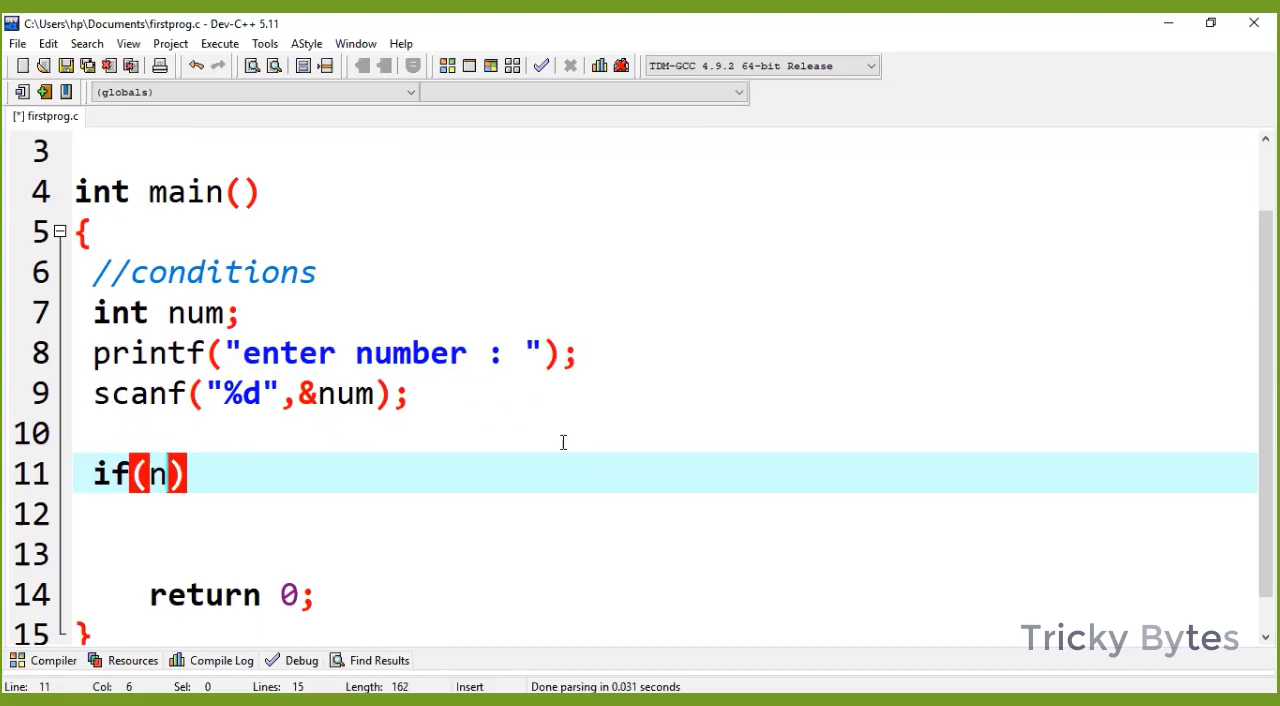 C:\Users\hp\Documents\firstprog.c - Dev-C++ 5.11
File Edit Search View Project Execute Tools AStyle Window Help
TDM-GCC 4.9.2 64-bit Release
(globals)
[*] firstprog.c
3
4 int main()
5 {
6 //conditions
7 int num;
8 printf("enter number : ");
9 scanf("%d",&num);
10
11 if(n)
12
13
14 return 0;
15 }
Tricky Bytes
Compiler Resources Compile Log Debug Find Results
Line: 11 Col: 6 Sel: 0 Lines: 15 Length: 162 Insert Done parsing in 0.031 seconds